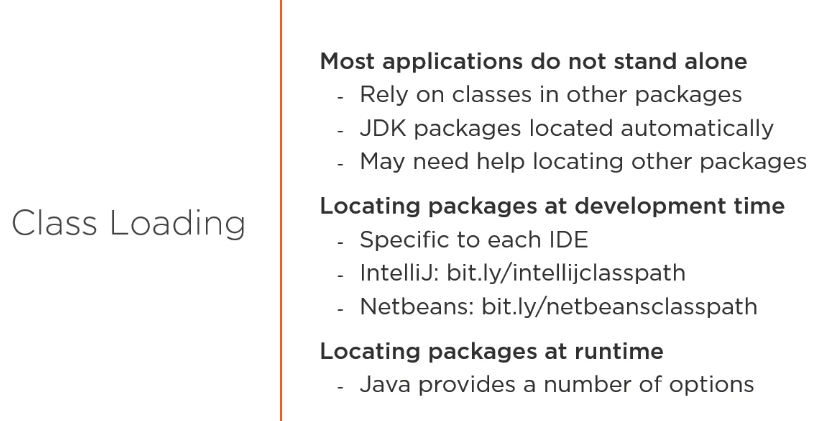 Class Loading
Most applications do not stand alone
- Rely on classes in other packages
- JDK packages located automatically
- May need help locating other packages
Locating packages at development time
- Specific to each IDE
- IntelliJ: bit.ly/intellijclasspath
- Netbeans: bit.ly/netbeansclasspath
Locating packages at runtime
- Java provides a number of options